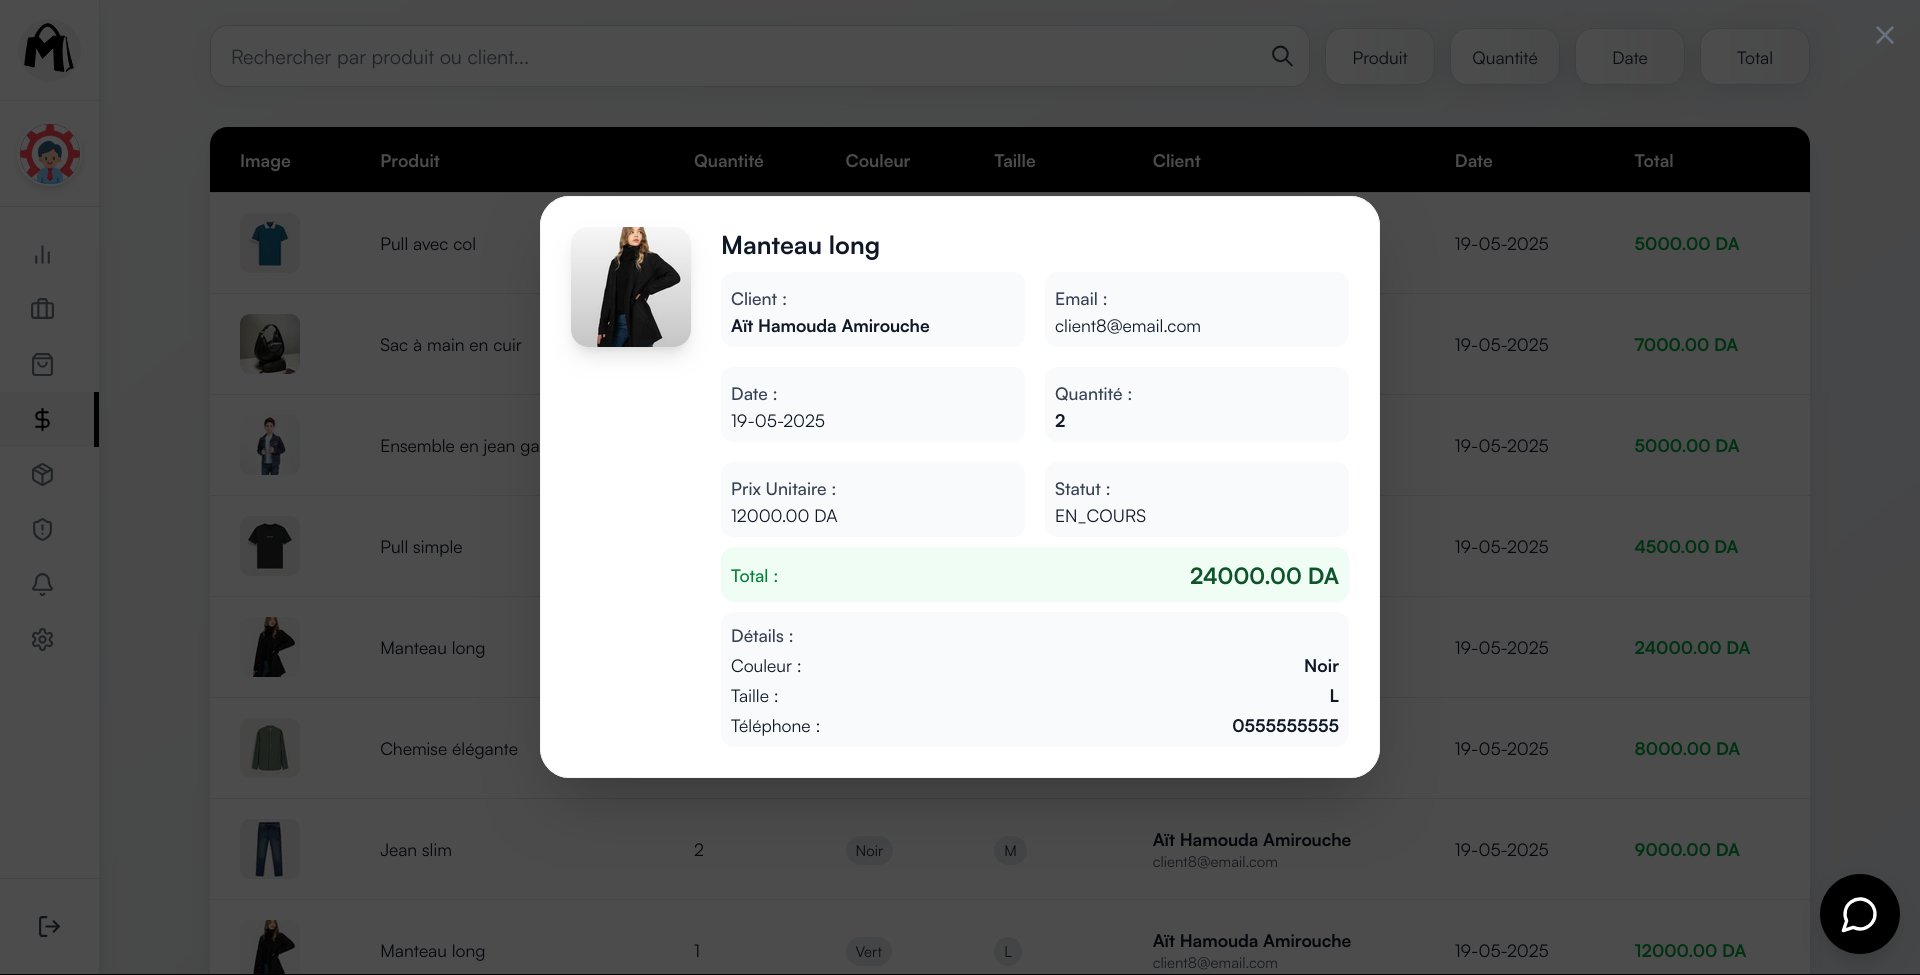 Rechercher par produit ou client...
Produit
Quantité
Date
Total
Image
Produit
Quantité
Couleur
Taille
Client
Date
Total
Pull avec col
19-05-2025
5000.00 DA
Sac à main en cuir
19-05-2025
7000.00 DA
Ensemble en jean ga
19-05-2025
5000.00 DA
Pull simple
19-05-2025
4500.00 DA
Manteau long
19-05-2025
24000.00 DA
Chemise élégante
19-05-2025
8000.00 DA
Jean slim
2
Noir
M
Aït Hamouda Amirouche
client8@email.com
19-05-2025
9000.00 DA
Manteau long
1
Vert
L
Aït Hamouda Amirouche
client8@email.com
19-05-2025
12000.00 DA
Manteau long
Client :
Aït Hamouda Amirouche
Email :
client8@email.com
Date :
19-05-2025
Quantité :
2
Prix Unitaire :
12000.00 DA
Statut :
EN_COURS
Total :
24000.00 DA
Détails :
Couleur :
Noir
Taille :
L
Téléphone :
0555555555